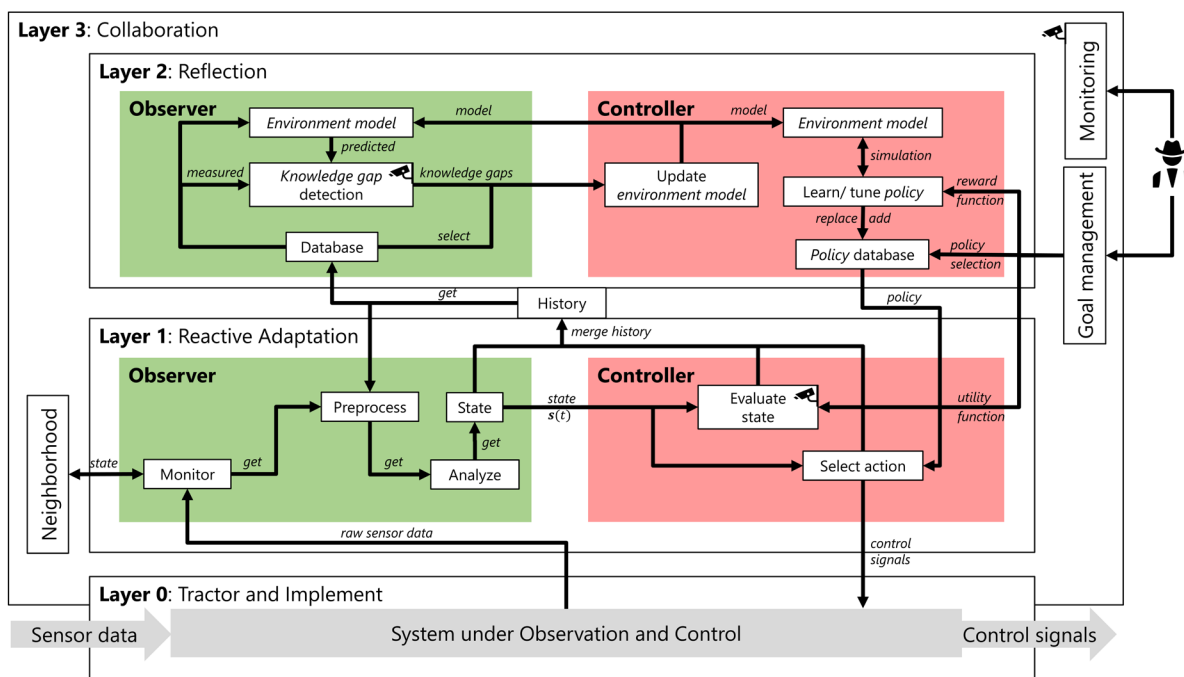 Layer 3: Collaboration
Monitoring
Layer 2: Reflection
Observer
Controller
Environment model
model
model
Environment model
predicted
simulation
measured
Knowledge gap
detection
knowledge gaps
Update
environment model
Learn/ tune policy
reward
function
replace
add
Database
select
Policy database
policy
selection
Goal management
get
History
policy
Layer 1: Reactive Adaptation
merge history
Observer
Controller
Preprocess
State
state
s(t)
Evaluate
state
utility
function
get
Neighborhood
state
Monitor
get
get
Analyze
Select action
raw sensor data
control
signals
Layer 0: Tractor and Implement
Sensor data
System under Observation and Control
Control signals